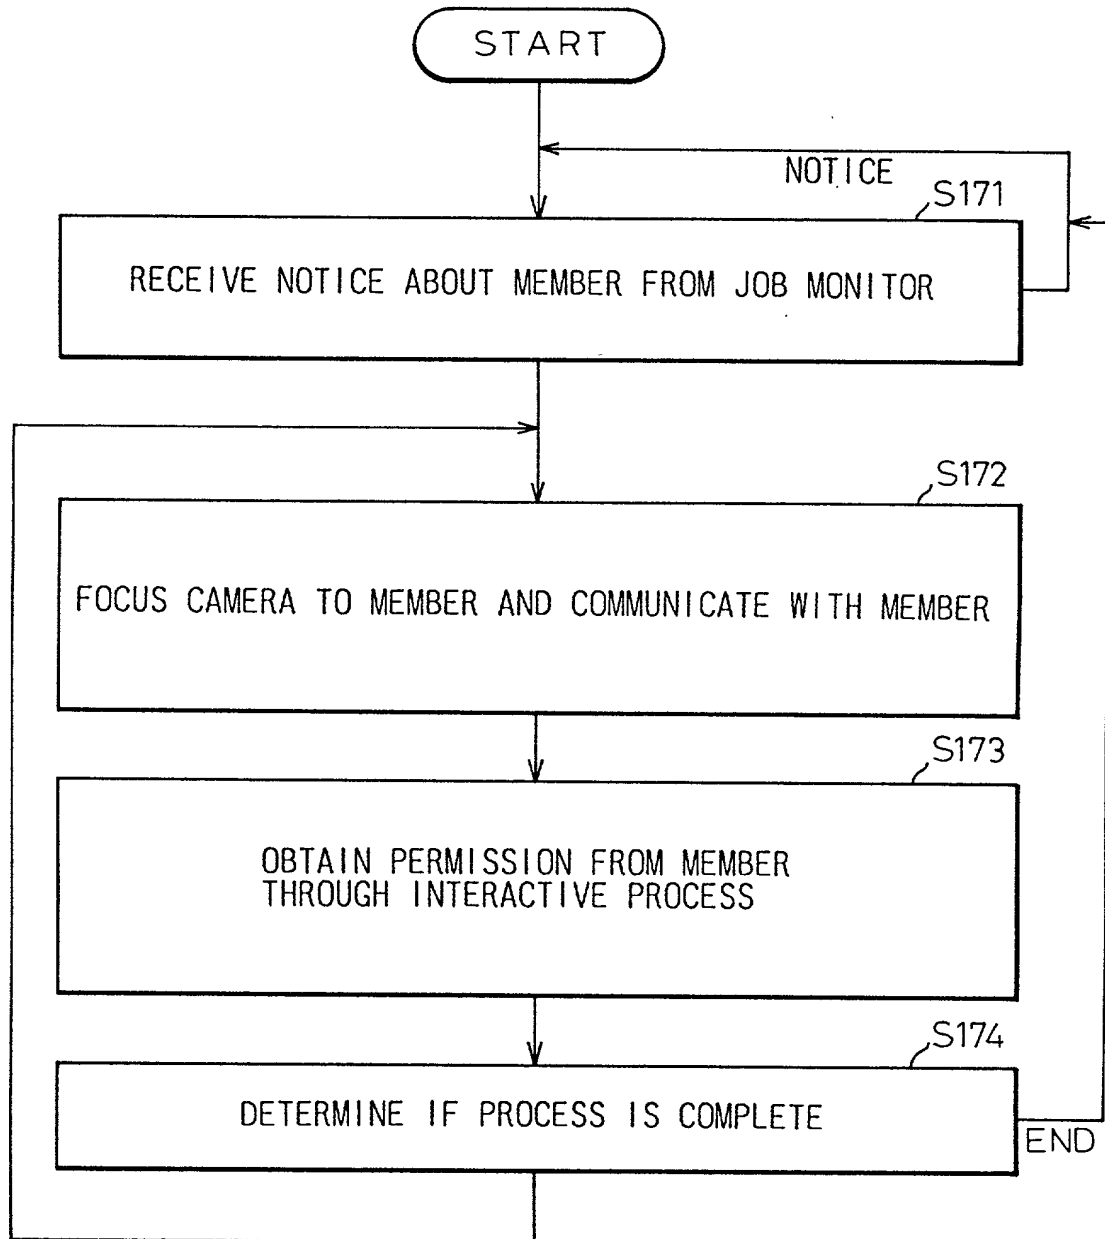 START
NOTICE
S171
RECEIVE NOTICE ABOUT MEMBER FROM JOB MONITOR
S172
FOCUS CAMERA TO MEMBER AND COMMUNICATE WITH MEMBER
S173
OBTAIN PERMISSION FROM MEMBER
THROUGH INTERACTIVE PROCESS
S174
DETERMINE IF PROCESS IS COMPLETE
END